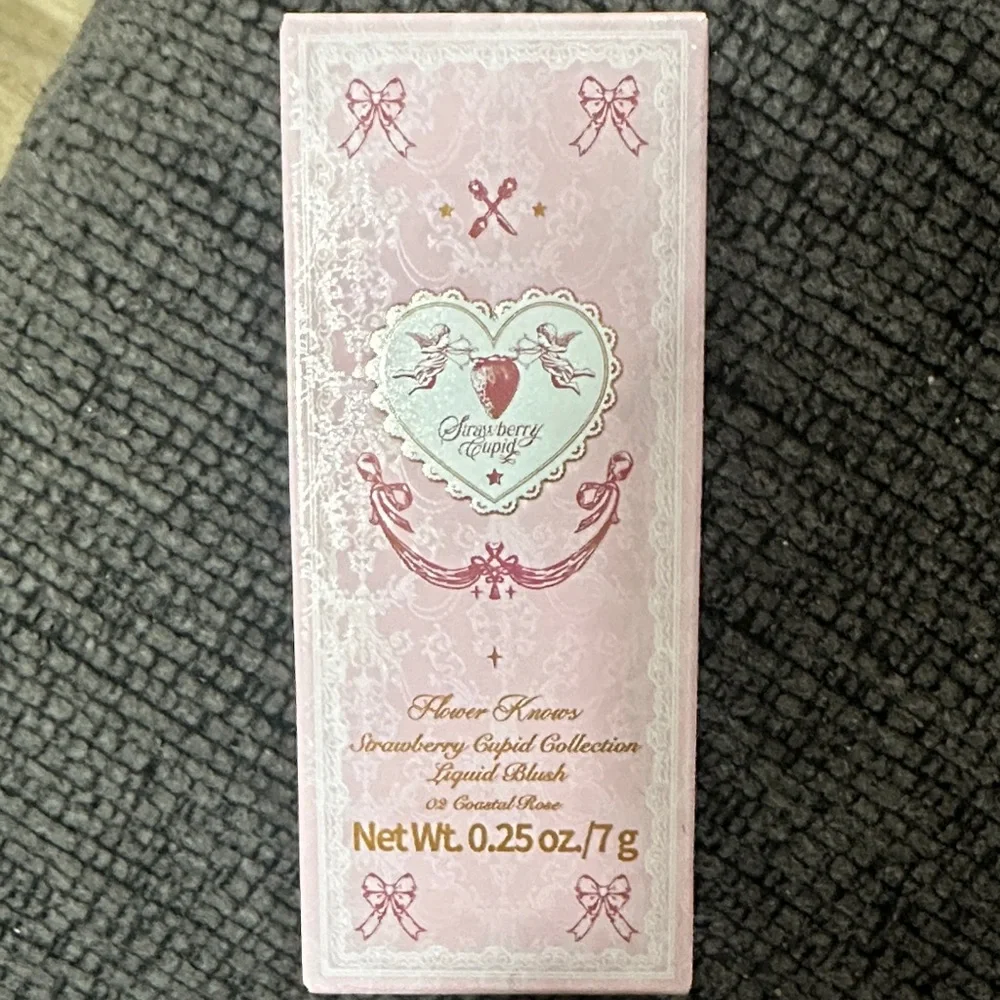 Strawberry
Cupid
Flower Knows
Strawberry Cupid Collection
Liquid Blush
02 Coastal Rose
Net Wt. 0.25 oz./7 g